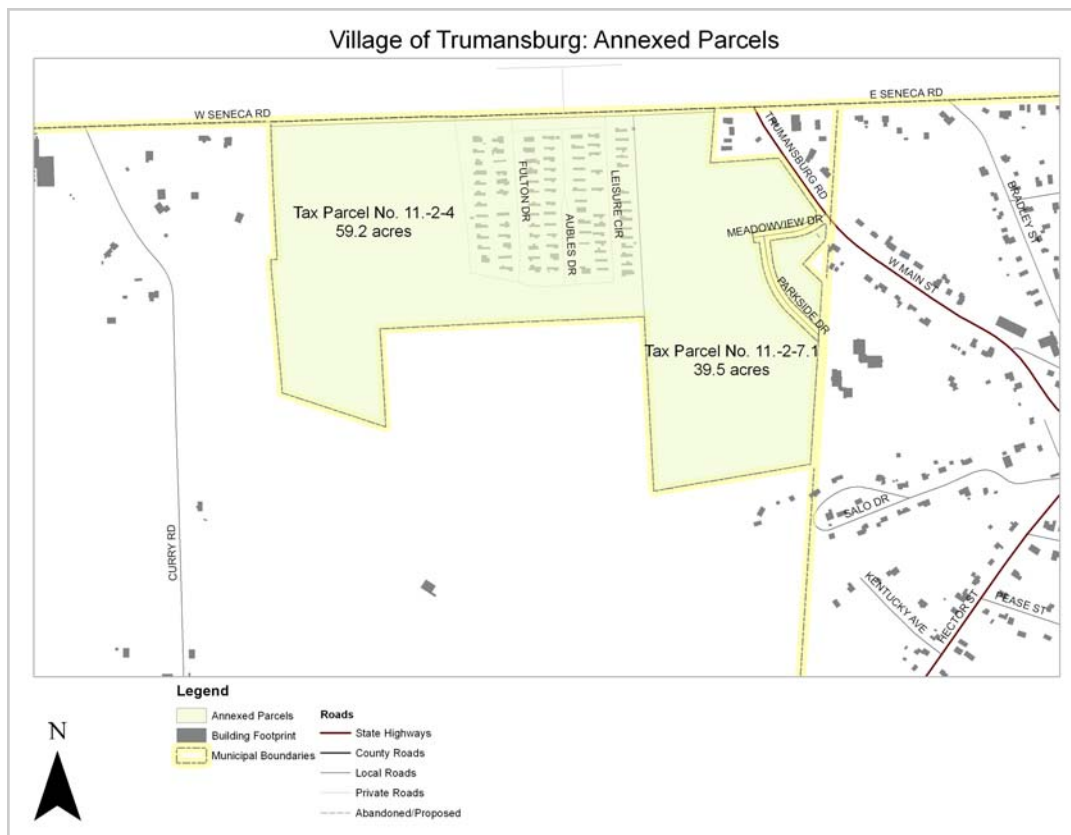 Village of Trumansburg: Annexed Parcels
E SENECA RD
W SENECA RD
TRUMANSBURG RD
FULTON DR
AUBLES DR
LEISURE CIR
BRADLEY ST
Tax Parcel No. 11.-2-4
59.2 acres
MEADOWVIEW DR
W MAIN ST
PARKSIDE DR
Tax Parcel No. 11.-2-7.1
39.5 acres
SALO DR
CURRY RD
KENTUCKY AVE
HECTOR ST
PEASE ST
Legend
Annexed Parcels
Building Footprint
Municipal Boundaries
Roads
State Highways
County Roads
Local Roads
Private Roads
Abandoned/Proposed
N